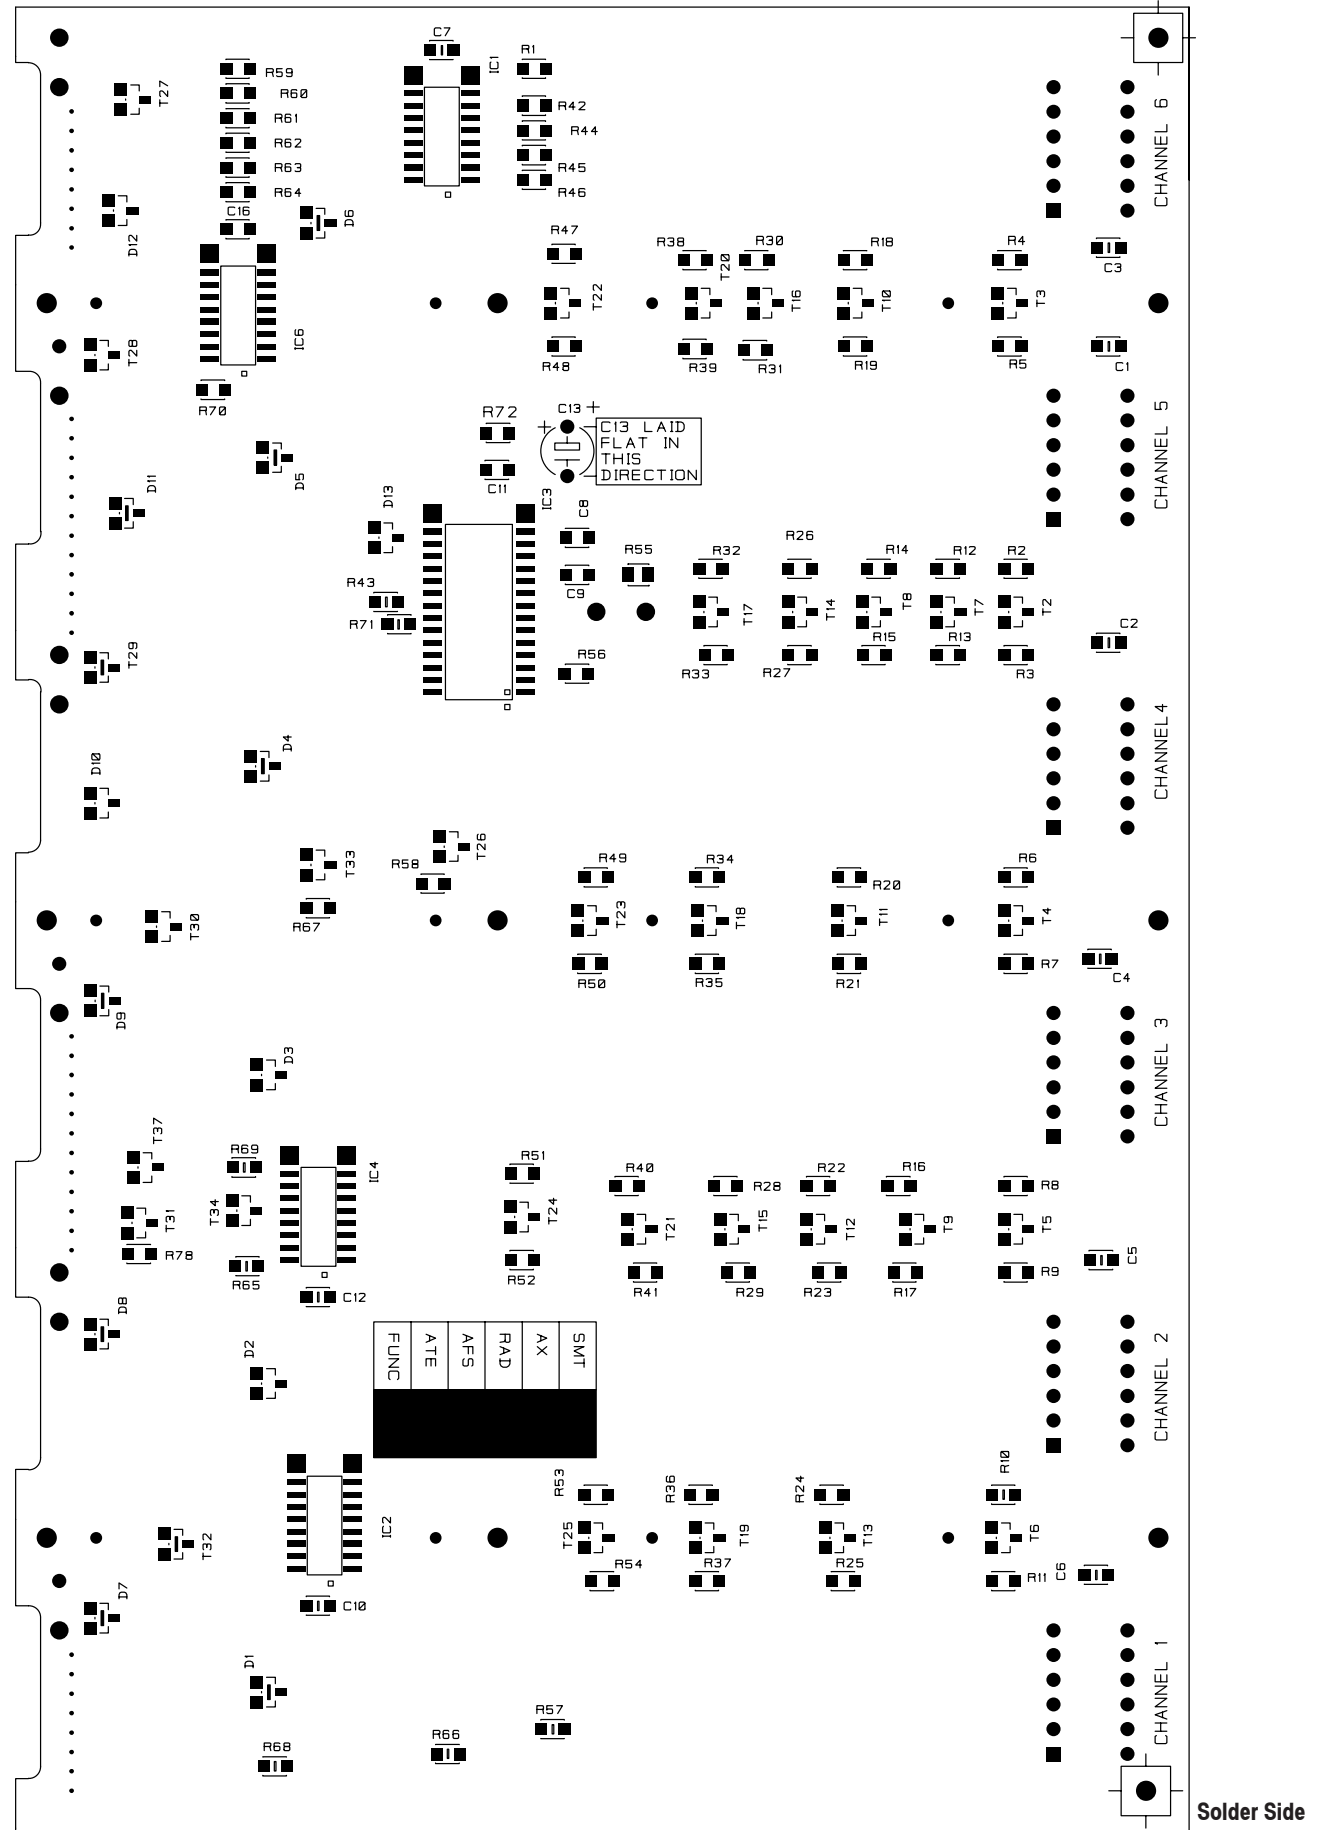 C7
R1
IC1
R59
T27
R60
R42
CHANNEL 6
R61
R44
R62
R63
R45
R64
R46
C16
D12
D6
R47
R38
T20
R30
R18
R4
C3
T22
T16
T10
T3
IC6
T28
R48
R39
R31
R19
R5
C1
R70
R72
C13
+
+
C13 LAID
FLAT IN
THIS
DIRECTION
CHANNEL 5
D5
D11
C11
IC3
C8
D13
R55
R32
R26
R14
R12
R2
R43
C9
R71
T17
T14
T8
T7
T2
C2
T29
R56
R33
R27
R15
R13
R3
D4
D10
CHANNEL4
T26
T33
R58
R49
R34
R20
R6
T30
R67
T23
T18
T11
T4
R50
R35
R21
R7
C4
D9
D3
CHANNEL 3
T37
R69
IC4
R51
R40
R28
R22
R16
R8
T34
T31
T24
T21
T15
T12
T9
T5
R78
R65
R52
R41
R29
R23
R17
R9
C5
C12
D8
D2
FUNC
ATE
AFS
RAD
AX
SMT
CHANNEL 2
R53
R36
R24
R10
IC2
T32
T25
T19
T13
T6
R54
R37
R25
R11
C6
D7
C10
D1
CHANNEL 1
R57
R66
R68
Solder Side